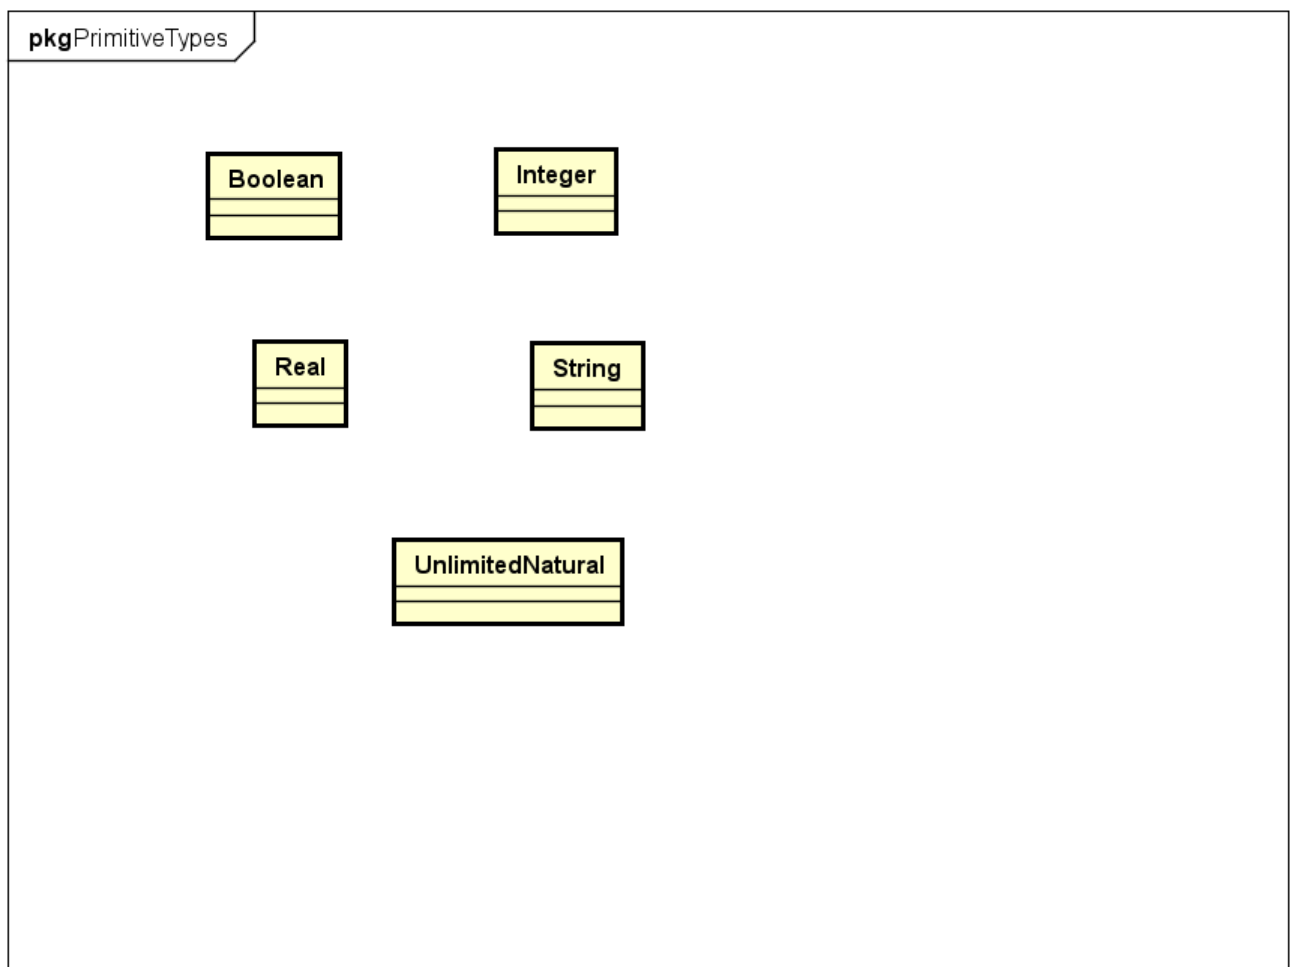 pkgPrimitiveTypes
Boolean
Integer
Real
String
UnlimitedNatural